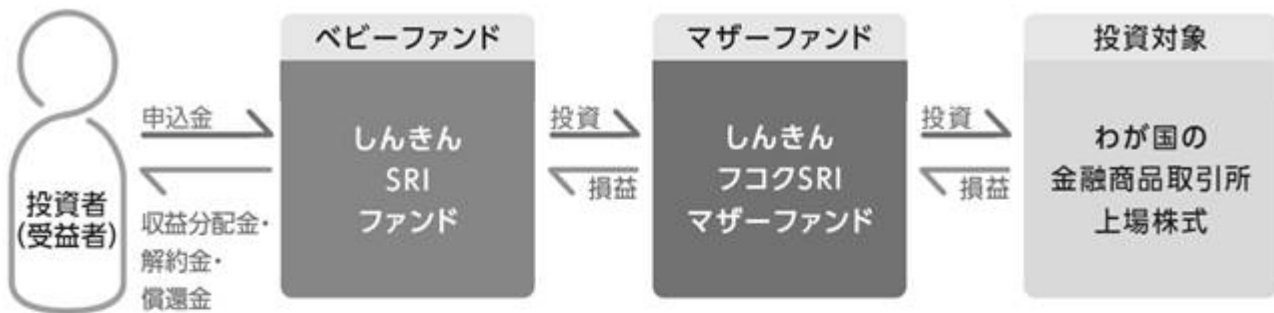 ベビーファンド
マザーファンド
投資対象
投資者
(受益者)
申込金
収益分配金・
解約金・
償還金
しんきん
SRI
ファンド
投資
損益
しんきん
フコクSRI
マザーファンド
投資
損益
わが国の
金融商品取引所
上場株式